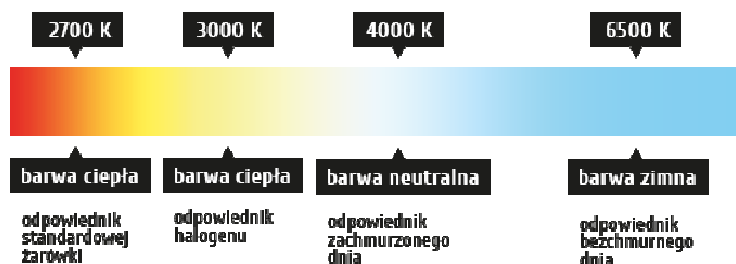 2700 K
3000 K
4000 K
6500 K
barwa ciepła
barwa ciepła
barwa neutralna
barwa zimna
odpowiednik
standardowej
żarówki
odpowiednik
halogenu
odpowiednik
zachmurzonego
dnia
odpowiednik
bezchmurnego
dnia